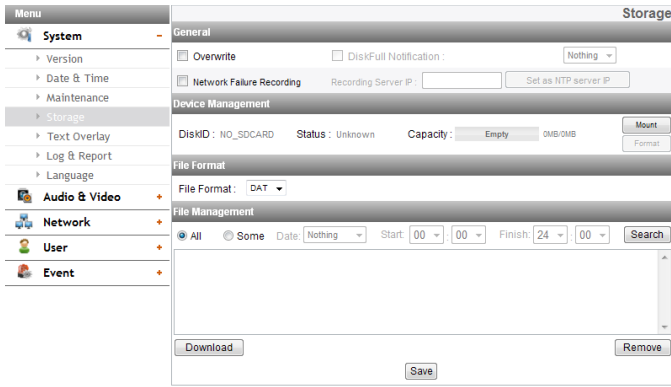 Menu
System -
Version
Date & Time
Maintenance
Storage
Text Overlay
Log & Report
Language
Audio & Video +
Network +
User +
Event +
Storage
General
Overwrite DiskFull Notification : Nothing
Network Failure Recording Recording Server IP : Set as NTP server IP
Device Management
DiskID : NO_SDCARD Status : Unknown Capacity : Empty 0MB/0MB Mount
Format
File Format
File Format : DAT
File Management
All Some Date: Nothing Start: 00 : 00 Finish: 24 : 00 Search
Download Remove
Save